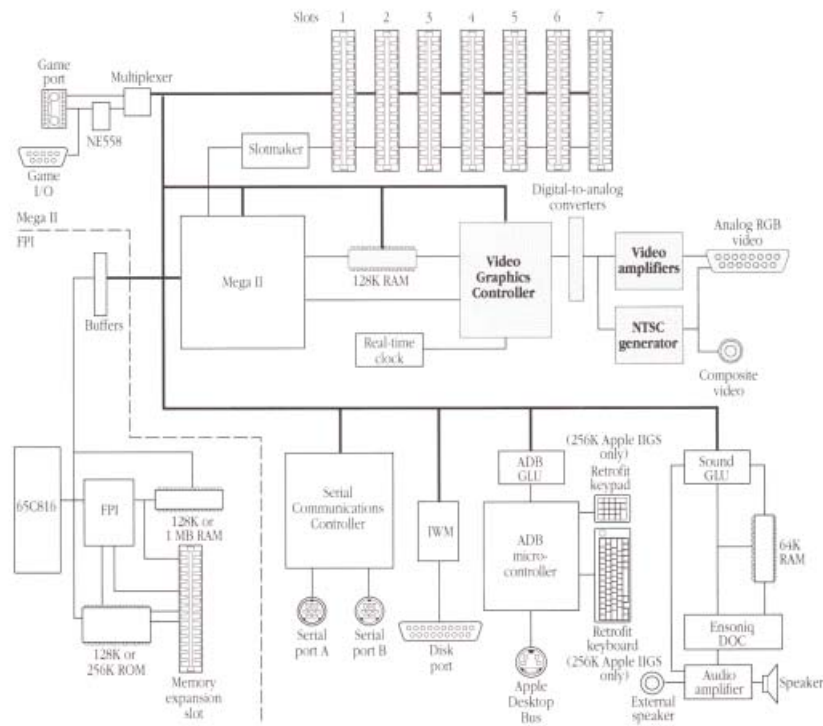 Slots 1 2 3 4 5 6 7
Game
port
Multiplexer
NE558
Game
I/O
Slotmaker
Digital-to-analog
converters
Mega II
FPI
Analog RGB
video
Mega II
128K RAM
Video
Graphics
Controller
Video
amplifiers
Buffers
Real-time
clock
NTSC
generator
Composite
video
65C816
FPI
128K or
1 MB RAM
128K or
256K ROM
Memory
expansion
slot
Serial
Communications
Controller
Serial
port A
Serial
port B
IWM
Disk
port
ADB
GLU
(256K Apple IIGS
only)
Retrofit
keypad
ADB
micro-
controller
Retrofit
keyboard
(256K Apple IIGS
only)
Apple
Desktop
Bus
Sound
GLU
64K
RAM
Ensoniq
DOC
Audio
amplifier
Speaker
External
speaker